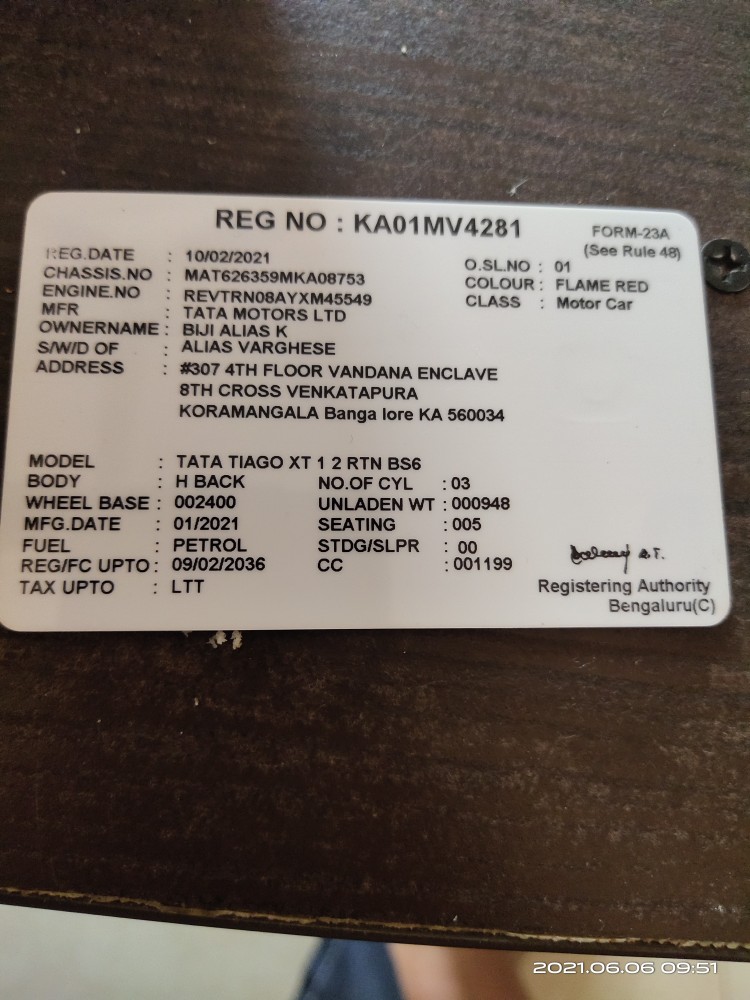 REG NO : KA01MV4281
FORM-23A
(See Rule 48)
REG.DATE : 10/02/2021
CHASSIS.NO : MAT626359MKA08753
O.SL.NO : 01
ENGINE.NO : REVTRN08AYXM45549
COLOUR : FLAME RED
MFR : TATA MOTORS LTD
CLASS : Motor Car
OWNERNAME : BIJI ALIAS K
S/W/D OF : ALIAS VARGHESE
ADDRESS : #307 4TH FLOOR VANDANA ENCLAVE
8TH CROSS VENKATAPURA
KORAMANGALA Banga lore KA 560034
MODEL : TATA TIAGO XT 1 2 RTN BS6
BODY : H BACK NO.OF CYL : 03
WHEEL BASE : 002400 UNLADEN WT : 000948
MFG.DATE : 01/2021 SEATING : 005
FUEL : PETROL STDG/SLPR : 00
REG/FC UPTO : 09/02/2036 CC : 001199
TAX UPTO : LTT
Registering Authority
Bengaluru(C)
2021.06.06 09:51